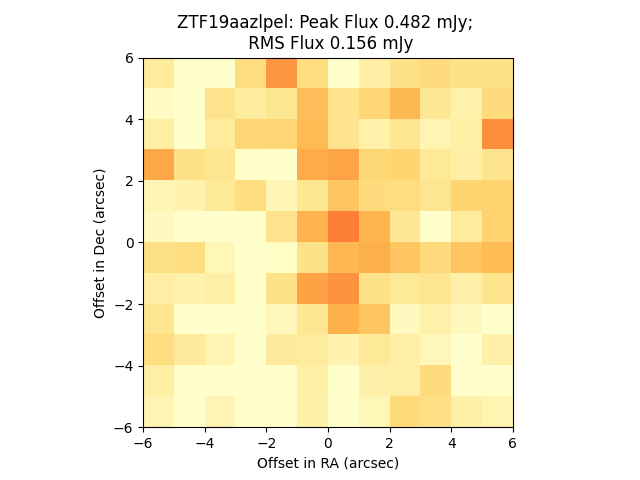 ZTF19aazlpel: Peak Flux 0.482 mJy;
RMS Flux 0.156 mJy
6
4
2
0
−2
−4
−6
Offset in Dec (arcsec)
−6 −4 −2 0 2 4 6
Offset in RA (arcsec)